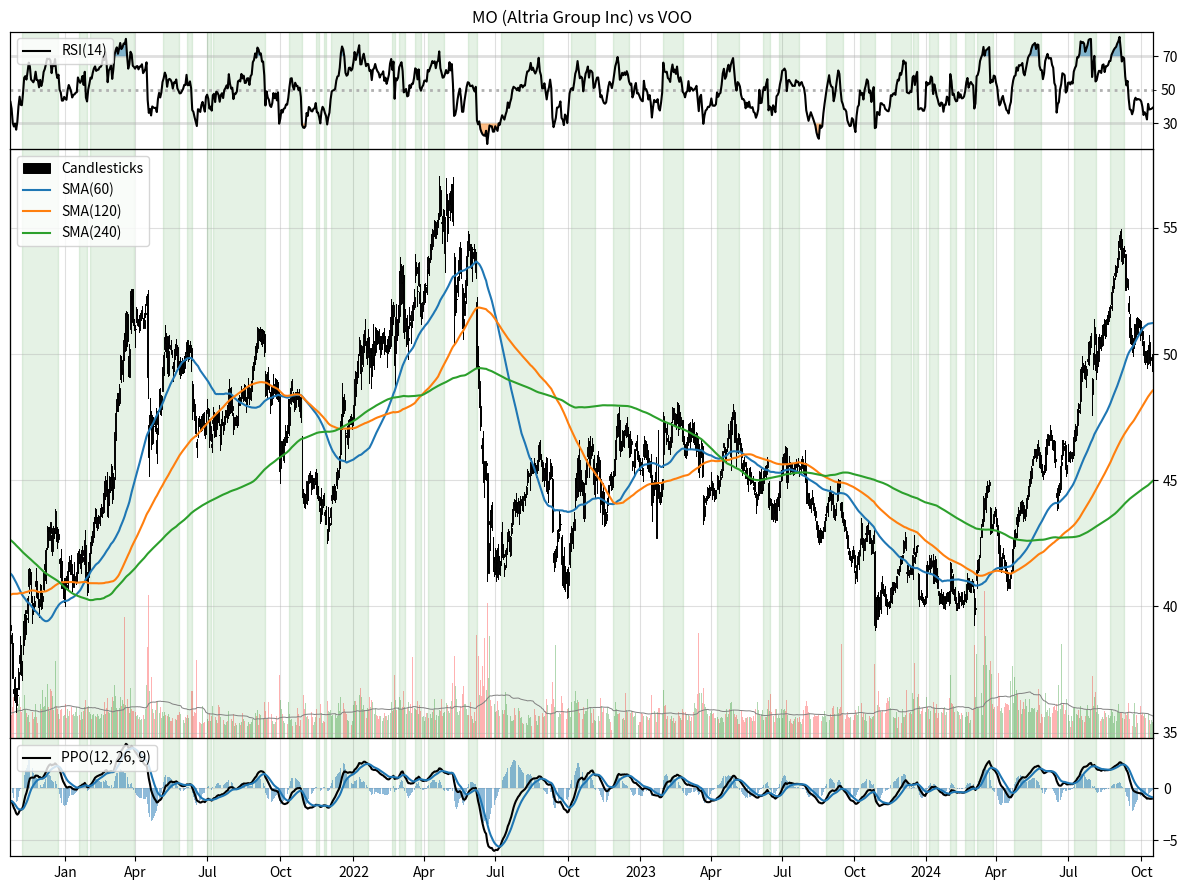 MO (Altria Group Inc) vs VOO
RSI(14)
70
50
30
Candlesticks
SMA(60)
SMA(120)
SMA(240)
55
50
45
40
35
PPO(12, 26, 9)
0
−5
Jan Apr Jul Oct 2022 Apr Jul Oct 2023 Apr Jul Oct 2024 Apr Jul Oct